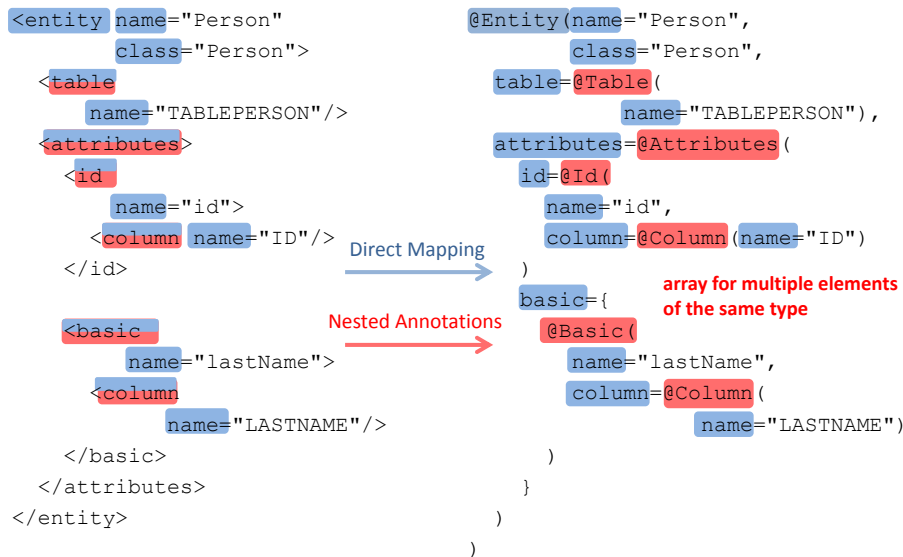 <entity name="Person"
class="Person">
<table
name="TABLEPERSON"/>
<attributes>
<id
name="id">
<column name="ID"/>
</id>
<basic
name="lastName">
<column
name="LASTNAME"/>
</basic>
</attributes>
</entity>
Direct Mapping
Nested Annotations
@Entity(name="Person",
class="Person",
table=@Table(
name="TABLEPERSON"),
attributes=@Attributes(
id=@Id(
name="id",
column=@Column(name="ID")
)
basic={
@Basic(
name="lastName",
column=@Column(
name="LASTNAME")
)
}
)
)
array for multiple elements
of the same type